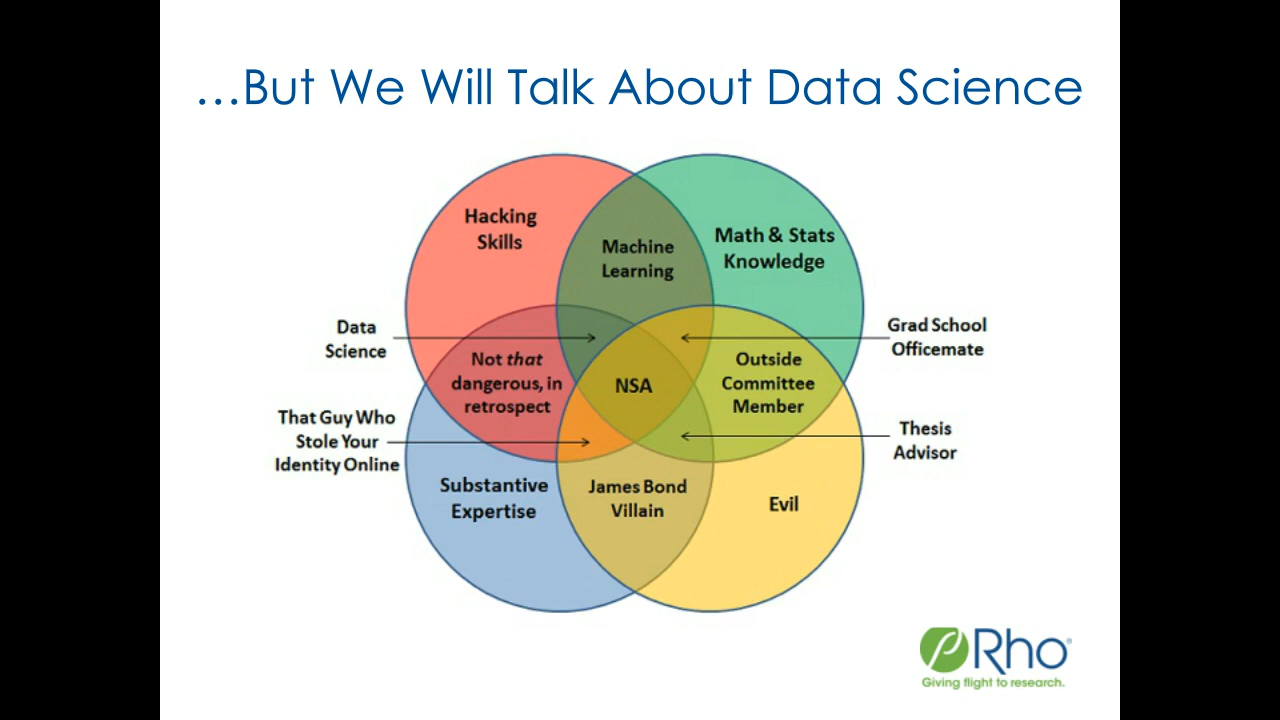 …But We Will Talk About Data Science
Hacking
Skills
Machine
Learning
Math & Stats
Knowledge
Data
Science
Grad School
Officemate
Not that
dangerous, in
retrospect
NSA
Outside
Committee
Member
That Guy Who
Stole Your
Identity Online
Thesis
Advisor
Substantive
Expertise
James Bond
Villain
Evil
Rho®
Giving flight to research.